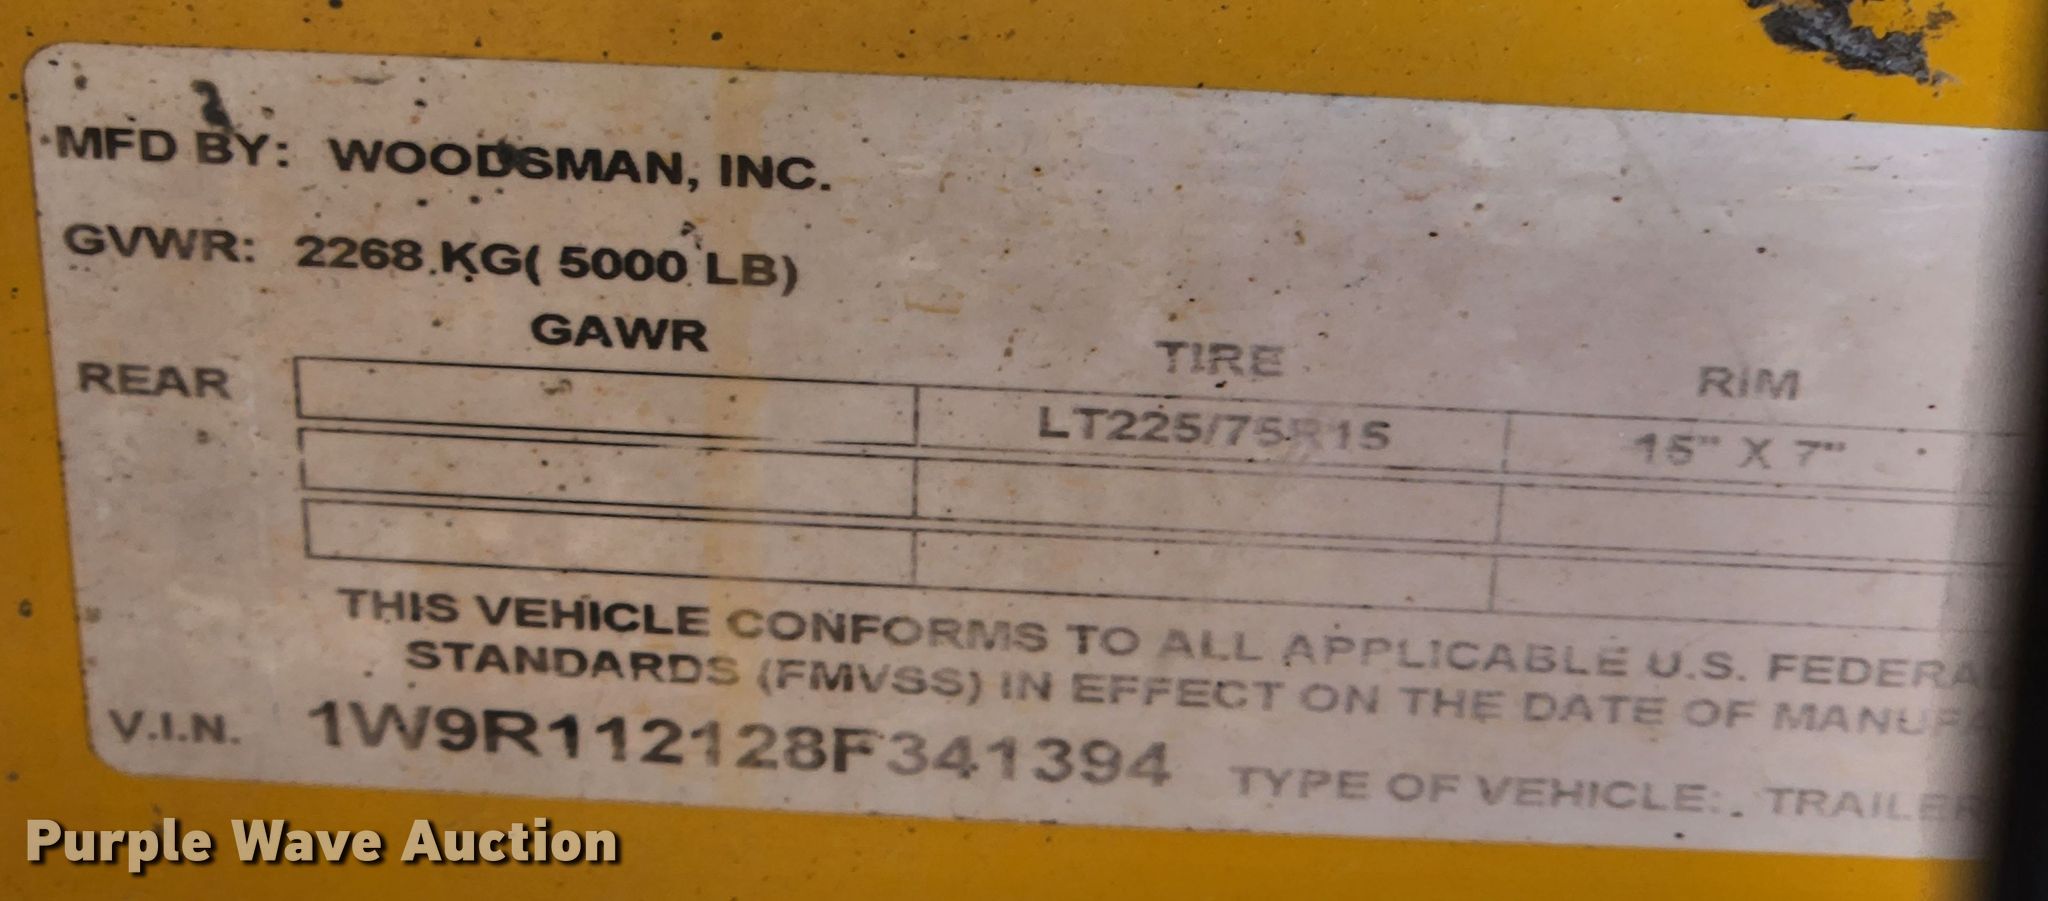 MFD BY: WOODSMAN, INC.
GVWR: 2268 KG( 5000 LB)
GAWR TIRE RIM
REAR LT225/75R15 15" X 7"
THIS VEHICLE CONFORMS TO ALL APPLICABLE U.S. FEDERA
STANDARDS (FMVSS) IN EFFECT ON THE DATE OF MANUFA
V.I.N. 1W9R112128F341394 TYPE OF VEHICLE: TRAILER
Purple Wave Auction